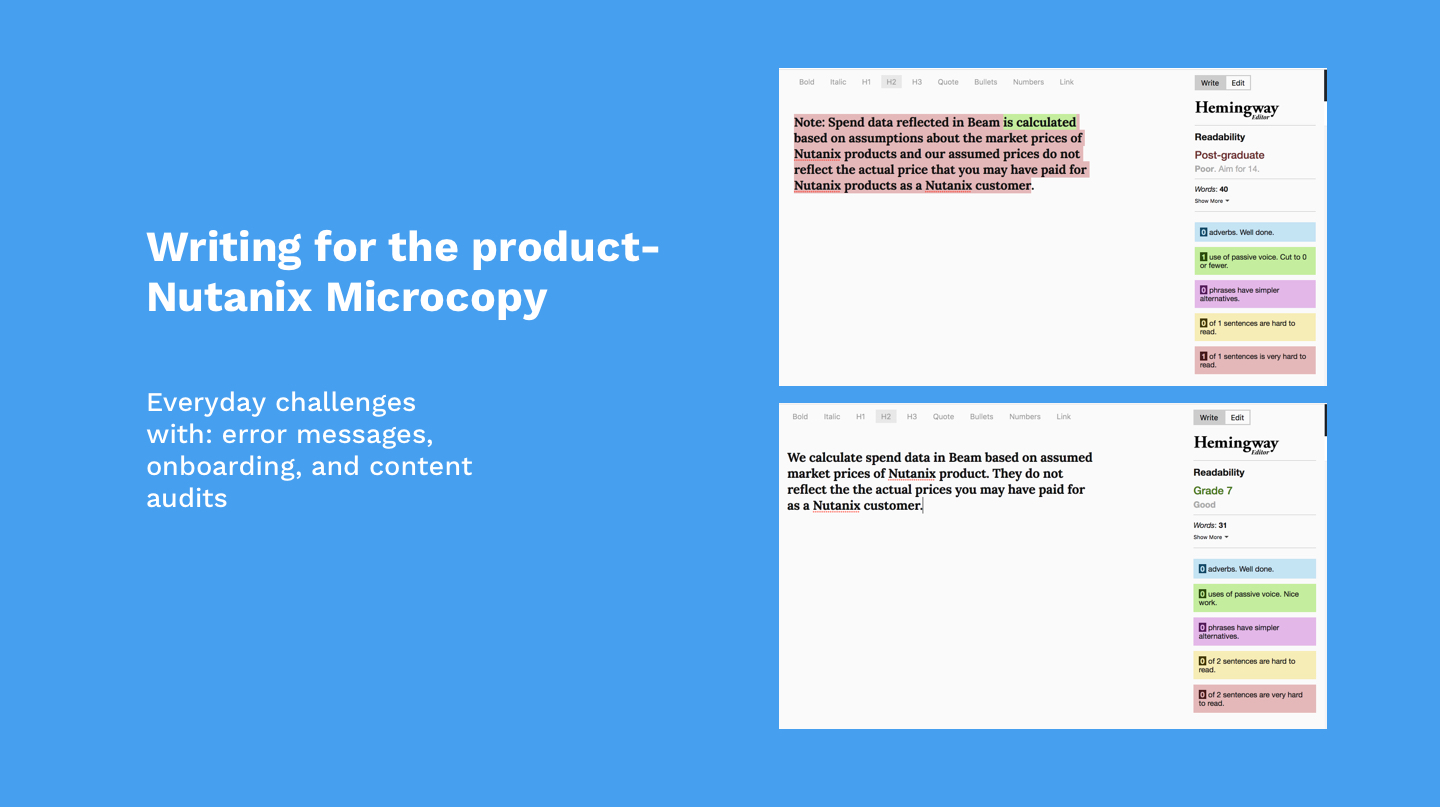 Writing for the product-
Nutanix Microcopy
Everyday challenges
with: error messages,
onboarding, and content
audits
Bold Italic H1 H2 H3 Quote Bullets Numbers Link
Note: Spend data reflected in Beam is calculated
based on assumptions about the market prices of
Nutanix products and our assumed prices do not
reflect the actual price that you may have paid for
Nutanix products as a Nutanix customer.
Write Edit
Hemingway
Editor
Readability
Post-graduate
Poor. Aim for 14.
Words: 40
Show More
0 adverbs. Well done.
1 use of passive voice. Cut to 0
or fewer.
0 phrases have simpler
alternatives.
0 of 1 sentences are hard to
read.
1 of 1 sentences is very hard to
read.
Bold Italic H1 H2 H3 Quote Bullets Numbers Link
We calculate spend data in Beam based on assumed
market prices of Nutanix product. They do not
reflect the the actual prices you may have paid for
as a Nutanix customer.
Write Edit
Hemingway
Editor
Readability
Grade 7
Good
Words: 31
Show More
0 adverbs. Well done.
0 uses of passive voice. Nice
work.
0 phrases have simpler
alternatives.
0 of 2 sentences are hard to
read.
0 of 2 sentences are very hard
to read.